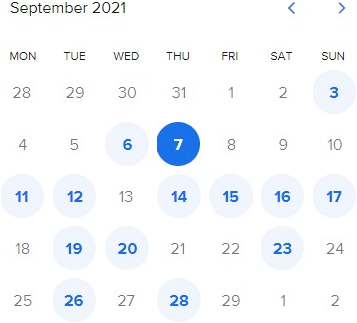 September 2021
MON TUE WED THU FRI SAT SUN
28 29 30 31 1 2 3
4 5 6 7 8 9 10
11 12 13 14 15 16 17
18 19 20 21 22 23 24
25 26 27 28 29 1 2